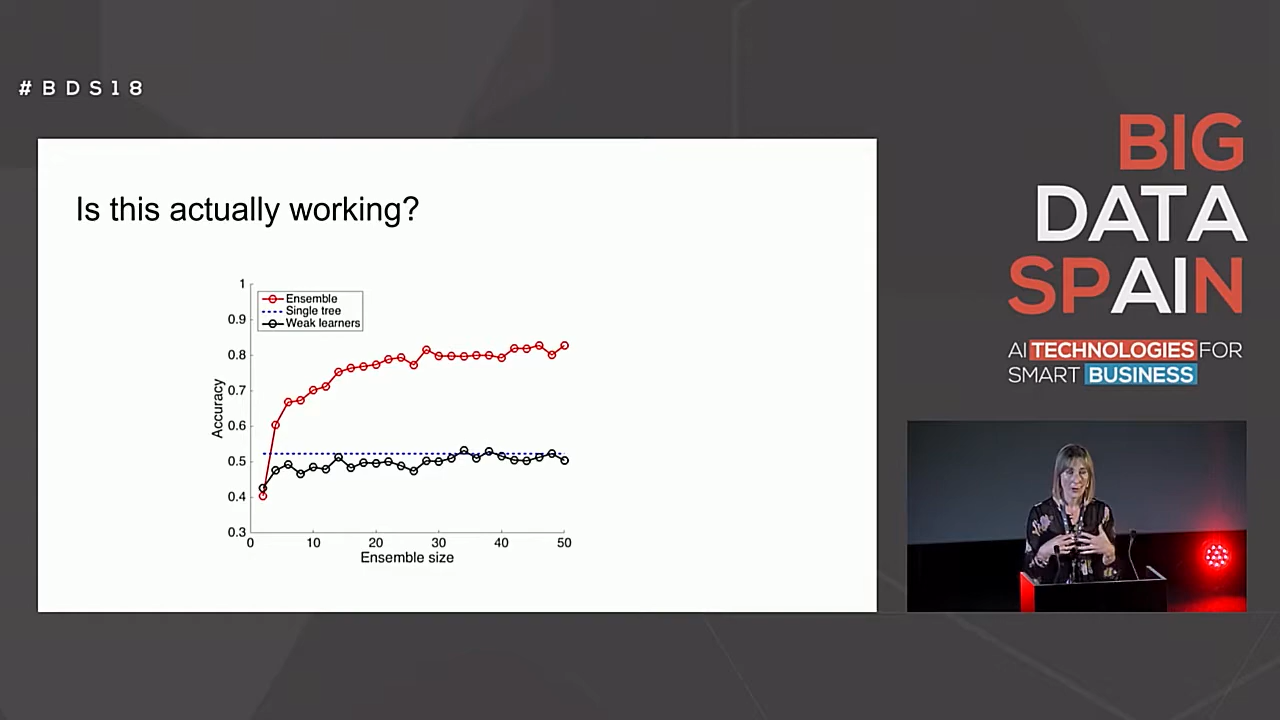 #BDS18
BIG
DATA
SPAIN
AI TECHNOLOGIES FOR
SMART BUSINESS
Is this actually working?
1
0.9
0.8
0.7
0.6
0.5
0.4
0.3
Accuracy
Ensemble
Single tree
Weak learners
0 10 20 30 40 50
Ensemble size